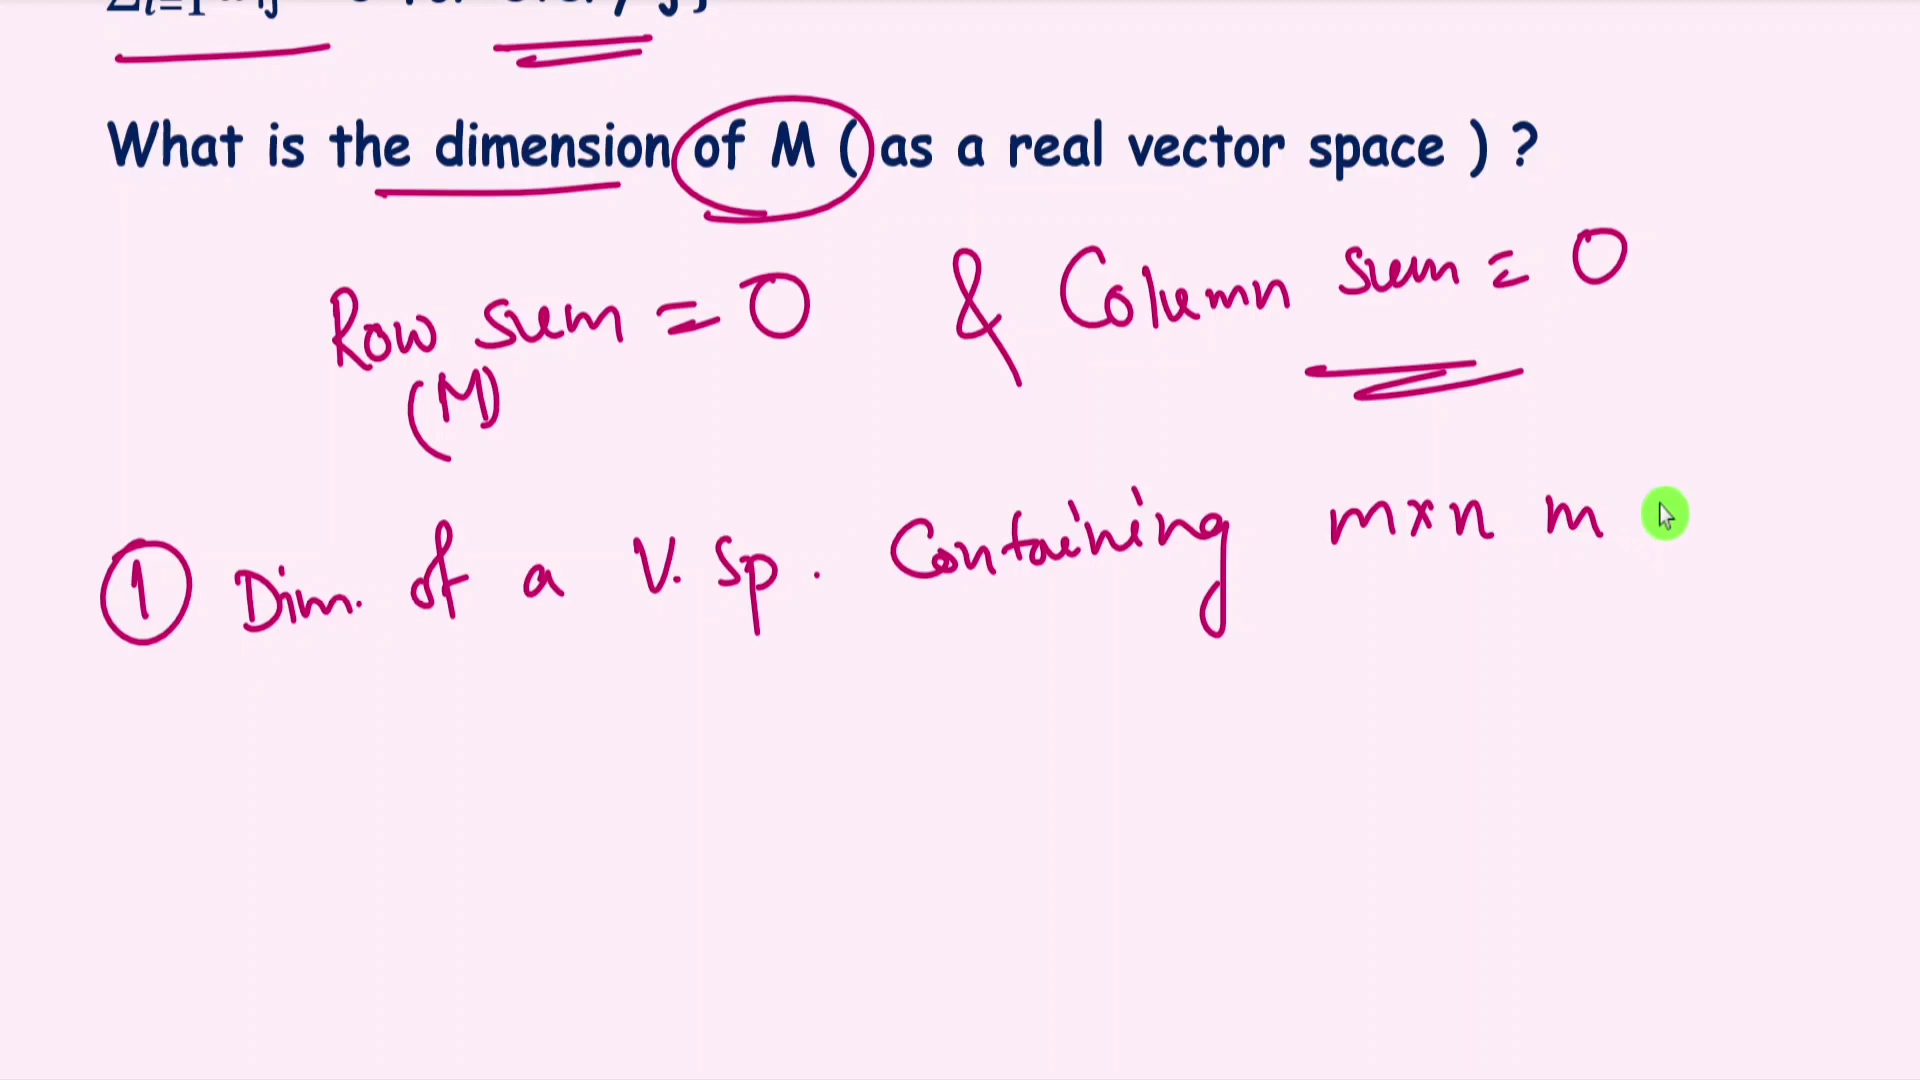 What is the dimension of M ( as a real vector space ) ?
Row sum = 0 & Column sum = 0
(M)
1 Dim. of a V. Sp. Containing m×n m